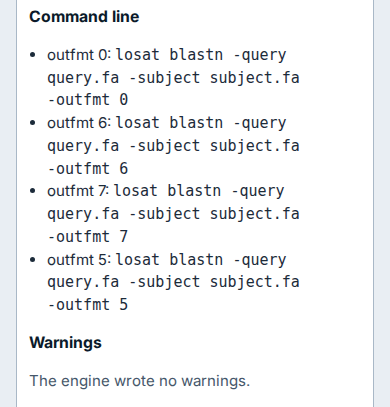 Command line
• outfmt 0: losat blastn -query
query.fa -subject subject.fa
-outfmt 0
• outfmt 6: losat blastn -query
query.fa -subject subject.fa
-outfmt 6
• outfmt 7: losat blastn -query
query.fa -subject subject.fa
-outfmt 7
• outfmt 5: losat blastn -query
query.fa -subject subject.fa
-outfmt 5
Warnings
The engine wrote no warnings.